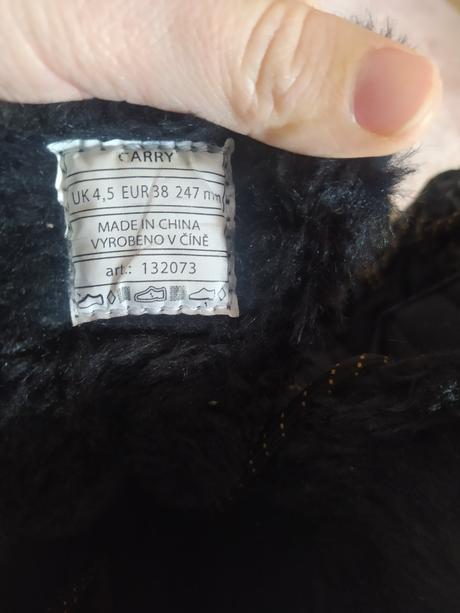 CARRY
UK 4,5 EUR 38 247 mm
MADE IN CHINA
VYROBENO V ČÍNĚ
art.: 132073